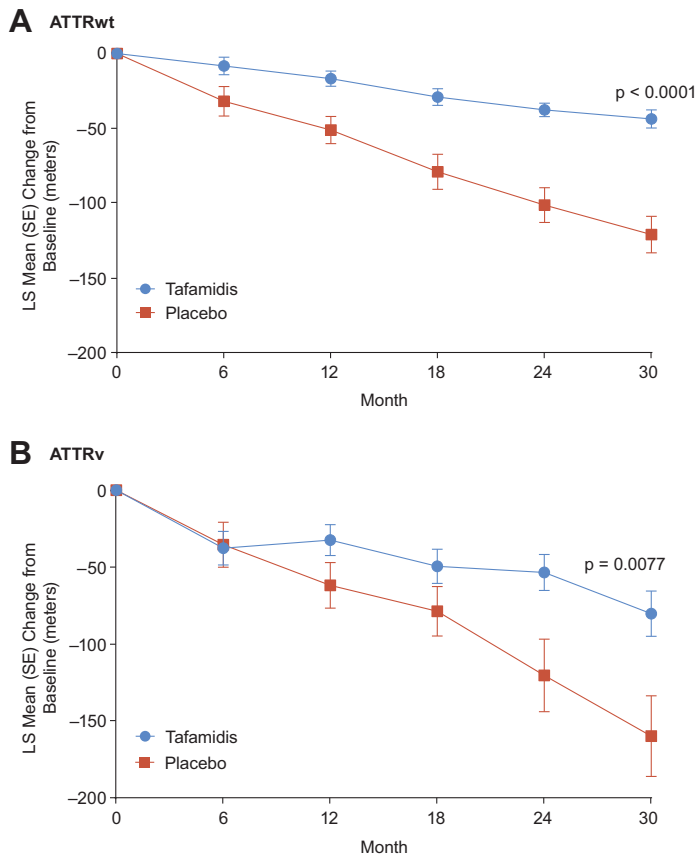 A ATTRwt
0
−50
−100
−150
−200
LS Mean (SE) Change from
Baseline (meters)
p < 0.0001
Tafamidis
Placebo
0 6 12 18 24 30
Month
B ATTRv
0
−50
−100
−150
−200
LS Mean (SE) Change from
Baseline (meters)
p = 0.0077
Tafamidis
Placebo
0 6 12 18 24 30
Month